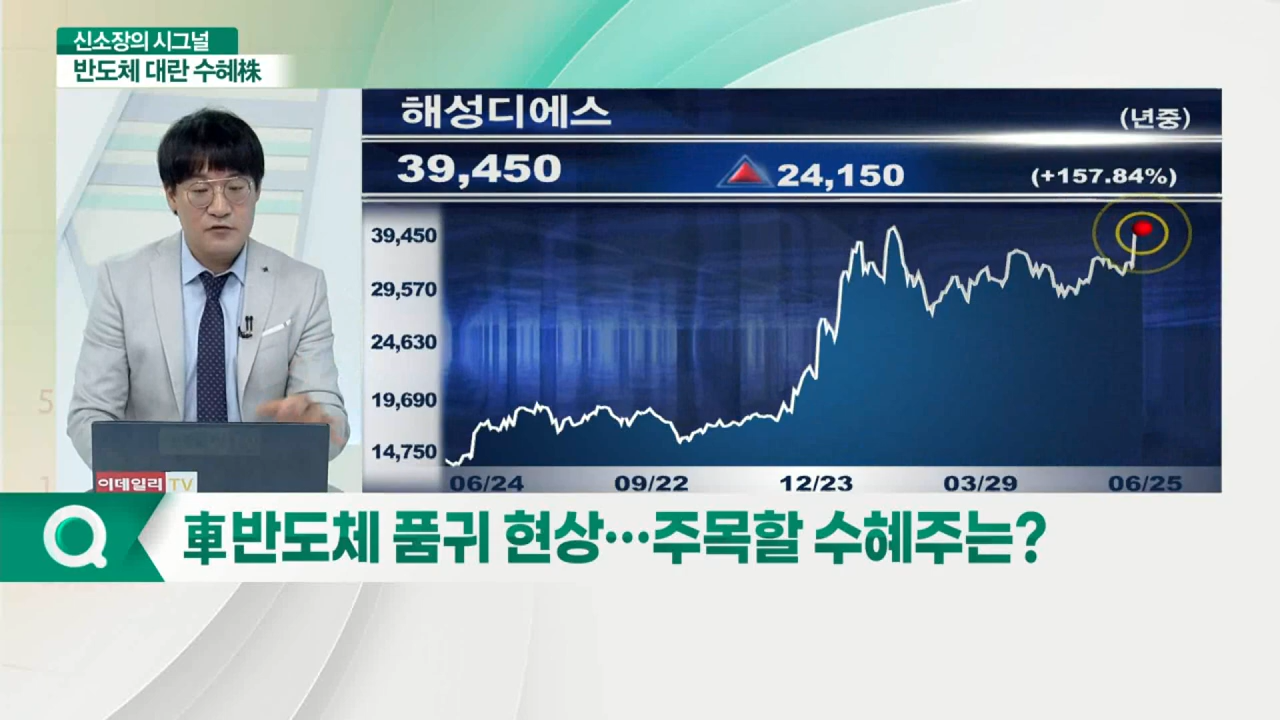 신소장의 시그널
반도체 대란 수혜株
해성디에스 (년중)
39,450 24,150 (+157.84%)
39,450
29,570
24,630
19,690
14,750
06/24 09/22 12/23 03/29 06/25
5
1
이데일리 TV
Q 車반도체 품귀 현상…주목할 수혜주는?